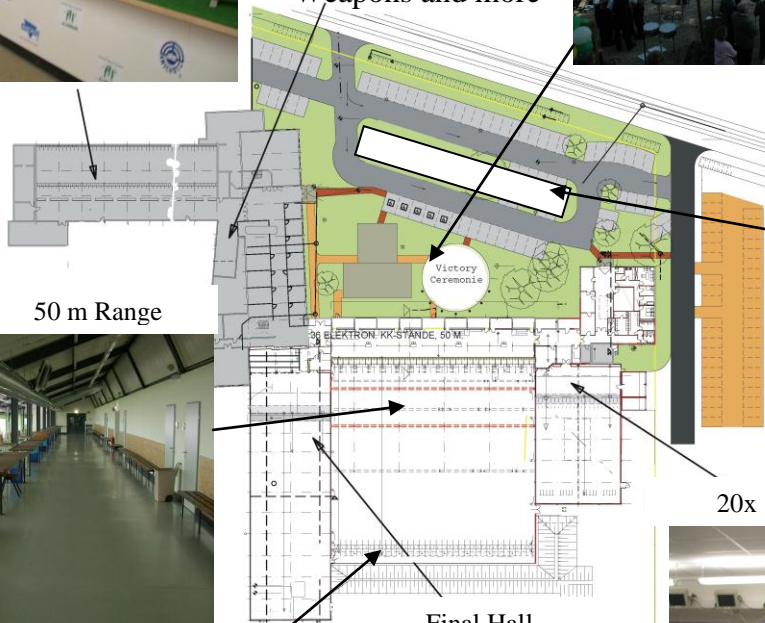 Weapons and more
Victory
Ceremonie
50 m Range
36 ELEKTRON. KK-STÄNDE, 50 M.
20x
Final Hall